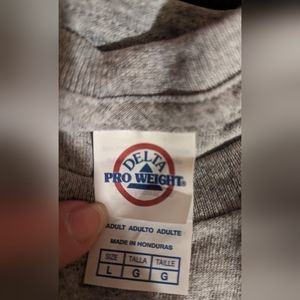 DELTA
PRO WEIGHT®
ADULT ADULTO ADULTE
MADE IN HONDURAS
SIZE TALLA TAILLE
L G G